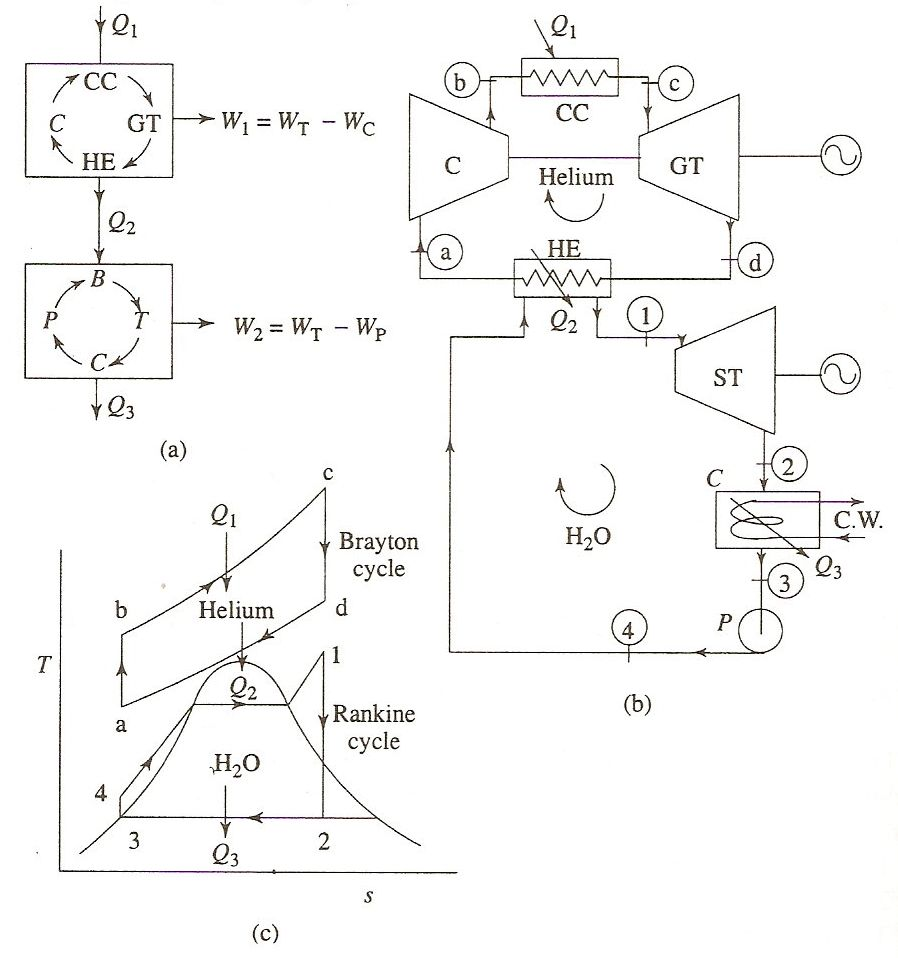 Q1
CC
C
GT
HE
W1 = WT − WC
Q2
B
P
T
C
W2 = WT − WP
Q3
(a)
Q1
b
c
CC
C
GT
Helium
a
HE
d
Q2
1
ST
2
C
C.W.
H2O
Q3
3
P
4
(b)
c
Q1
Brayton
cycle
b
Helium
d
T
1
Q2
a
Rankine
cycle
H2O
4
3
2
Q3
s
(c)